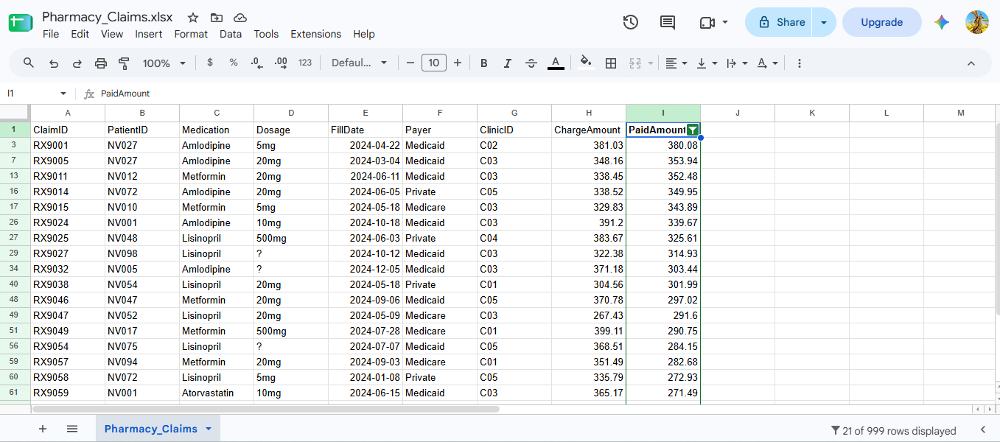 Pharmacy_Claims.xlsx
File Edit View Insert Format Data Tools Extensions Help
Share
Upgrade
100% $ % .0 .00 123 Defaul... 10 B I S A A
I1 fx PaidAmount
A B C D E F G H I J K L M
1 ClaimID PatientID Medication Dosage FillDate Payer ClinicID ChargeAmount PaidAmount
3 RX9001 NV027 Amlodipine 5mg 2024-04-22 Medicaid C02 381.03 380.08
7 RX9005 NV027 Amlodipine 20mg 2024-03-04 Medicaid C03 348.16 353.94
13 RX9011 NV012 Metformin 20mg 2024-06-11 Medicaid C03 338.45 352.48
16 RX9014 NV072 Amlodipine 20mg 2024-06-05 Private C05 338.52 349.95
17 RX9015 NV010 Metformin 5mg 2024-05-18 Medicare C03 329.83 343.89
26 RX9024 NV001 Amlodipine 10mg 2024-10-18 Medicaid C03 391.2 339.67
27 RX9025 NV048 Lisinopril 500mg 2024-06-03 Private C04 383.67 325.61
29 RX9027 NV098 Lisinopril ? 2024-10-12 Medicaid C03 322.38 314.93
34 RX9032 NV005 Amlodipine ? 2024-12-05 Medicaid C03 371.18 303.44
40 RX9038 NV054 Lisinopril 20mg 2024-05-18 Private C01 304.56 301.99
48 RX9046 NV047 Metformin 20mg 2024-09-06 Medicaid C05 370.78 297.02
49 RX9047 NV052 Lisinopril 20mg 2024-05-09 Medicare C03 267.43 291.6
51 RX9049 NV017 Metformin 500mg 2024-07-28 Medicare C01 399.11 290.75
56 RX9054 NV075 Lisinopril ? 2024-07-07 Medicaid C05 368.51 284.15
59 RX9057 NV094 Metformin 20mg 2024-09-03 Medicare C01 351.49 282.68
60 RX9058 NV072 Lisinopril 5mg 2024-01-08 Private C05 335.79 272.93
61 RX9059 NV001 Atorvastatin 10mg 2024-06-15 Medicaid C03 365.17 271.49
Pharmacy_Claims
21 of 999 rows displayed